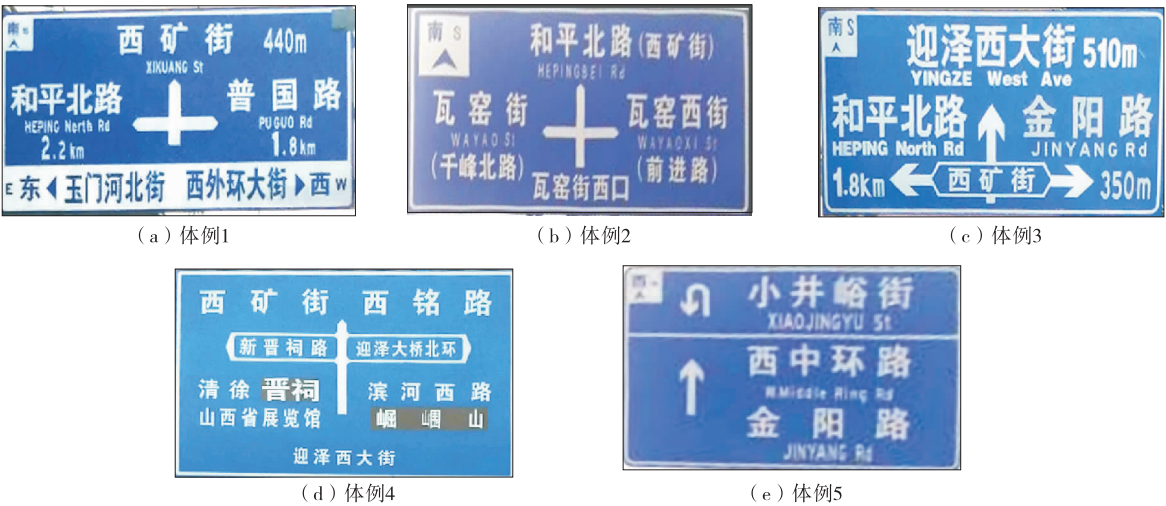 南 S
西矿街 440m
XIKUANG St
和平北路 普国路
HEPING North Rd PUGUO Rd
2.2km 1.8km
E 东 玉门河北街 西外环大街 西 W
(a)体例1
南 S
和平北路(西矿街)
HEPINGBEI Rd
瓦窑街 瓦窑西街
WAYAO St WAYAOXI St
(千峰北路) (前进路)
瓦窑街西口
(b)体例2
南 S
迎泽西大街 510m
YINGZE West Ave
和平北路 金阳路
HEPING North Rd JINYANG Rd
1.8km 西矿街 350m
(c)体例3
西矿街 西铭路
新晋祠路 迎泽大桥北环
清徐 晋祠 滨河西路
山西省展览馆 崛㟂山
迎泽西大街
(d)体例4
西
小井峪街
XIAOJINGYU St
西中环路
W.Middle Ring Rd
金阳路
JINYANG Rd
(e)体例5